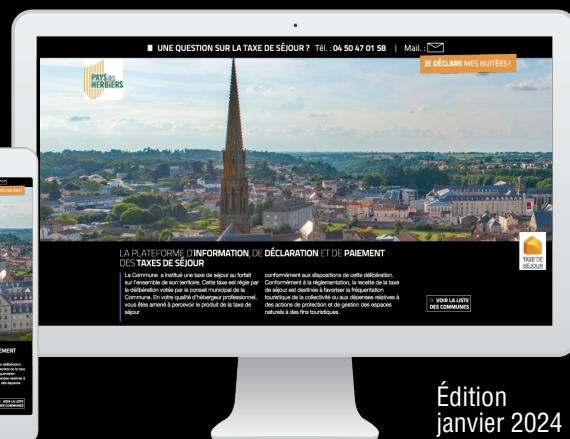 UNE QUESTION SUR LA TAXE DE SÉJOUR ? Tél. : 04 50 47 01 58 | Mail. :
JE DÉCLARE MES NUITÉES !
PAYS DES
HERBIERS
LA PLATEFORME D'INFORMATION, DE DÉCLARATION ET DE PAIEMENT
DES TAXES DE SÉJOUR
La Commune a institué une taxe de séjour au forfait
sur l'ensemble de son territoire. Cette taxe est régie par
la délibération votée par le conseil municipal de la
Commune. En votre qualité d'hébergeur professionnel,
vous êtes amené à percevoir le produit de la taxe de
séjour
conformément aux dispositions de cette délibération.
Conformément à la réglementation, la recette de la taxe
de séjour est destinée à favoriser la fréquentation
touristique de la collectivité ou aux dépenses relatives à
des actions de protection et de gestion des espaces
naturels à des fins touristiques.
TAXE DE
SÉJOUR
VOIR LA LISTE
DES COMMUNES
Édition
janvier 2024